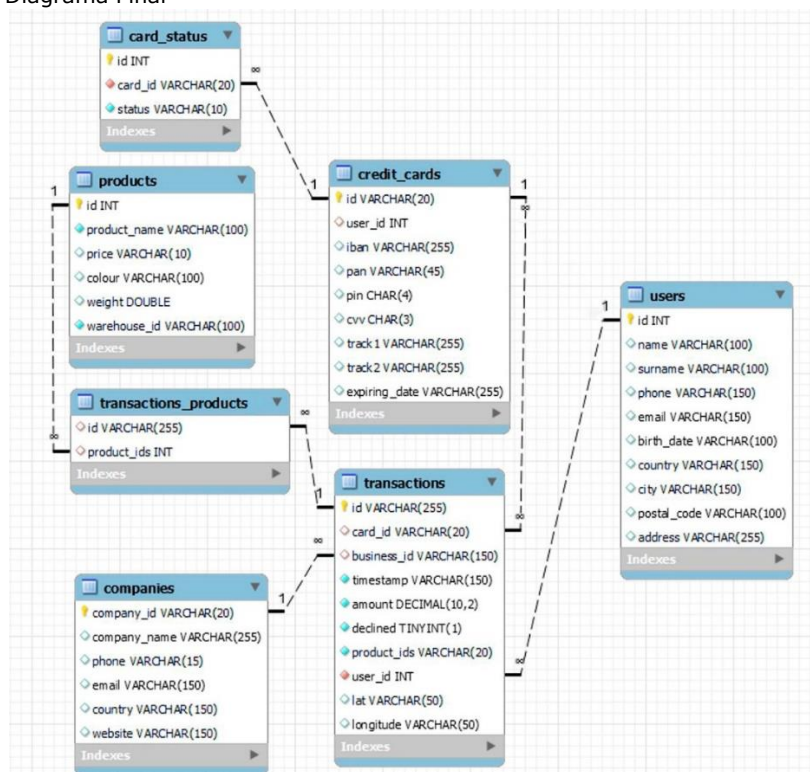 Diagrama Final
card_status
id INT
card_id VARCHAR(20)
status VARCHAR(10)
Indexes
∞
1
products
id INT
product_name VARCHAR(100)
price VARCHAR(10)
colour VARCHAR(100)
weight DOUBLE
warehouse_id VARCHAR(100)
Indexes
1
∞
credit_cards
id VARCHAR(20)
user_id INT
iban VARCHAR(255)
pan VARCHAR(45)
pin CHAR(4)
cvv CHAR(3)
track1 VARCHAR(255)
track2 VARCHAR(255)
expiring_date VARCHAR(255)
Indexes
1
∞
users
id INT
name VARCHAR(100)
surname VARCHAR(100)
phone VARCHAR(150)
email VARCHAR(150)
birth_date VARCHAR(100)
country VARCHAR(150)
city VARCHAR(150)
postal_code VARCHAR(100)
address VARCHAR(255)
Indexes
1
transactions_products
id VARCHAR(255)
product_ids INT
Indexes
∞
1
transactions
id VARCHAR(255)
card_id VARCHAR(20)
business_id VARCHAR(150)
timestamp VARCHAR(150)
amount DECIMAL(10,2)
declined TINYINT(1)
product_ids VARCHAR(20)
user_id INT
lat VARCHAR(50)
longitude VARCHAR(50)
Indexes
∞
∞
∞
1
companies
company_id VARCHAR(20)
company_name VARCHAR(255)
phone VARCHAR(15)
email VARCHAR(150)
country VARCHAR(150)
website VARCHAR(150)
Indexes